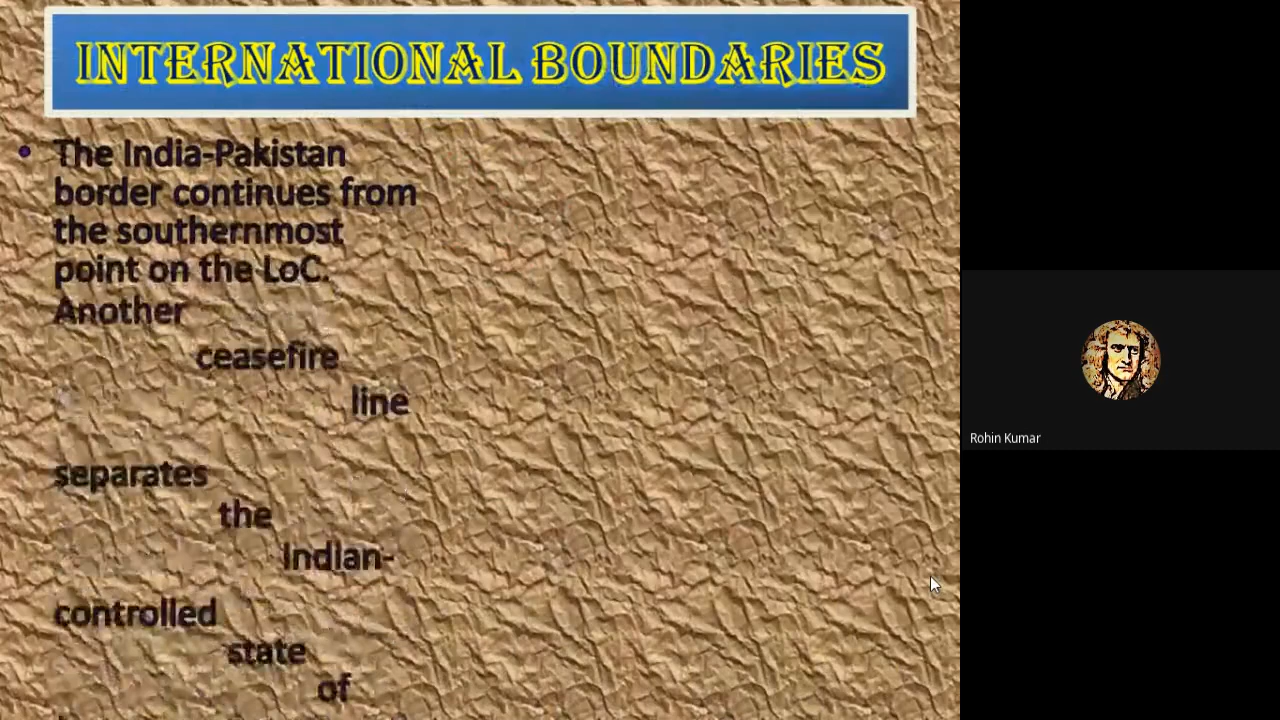 INTERNATIONAL BOUNDARIES
• The India-Pakistan
border continues from
the southernmost
point on the LoC.
Another
ceasefire
line
separates
the
Indian-
controlled
state
of
Rohin Kumar